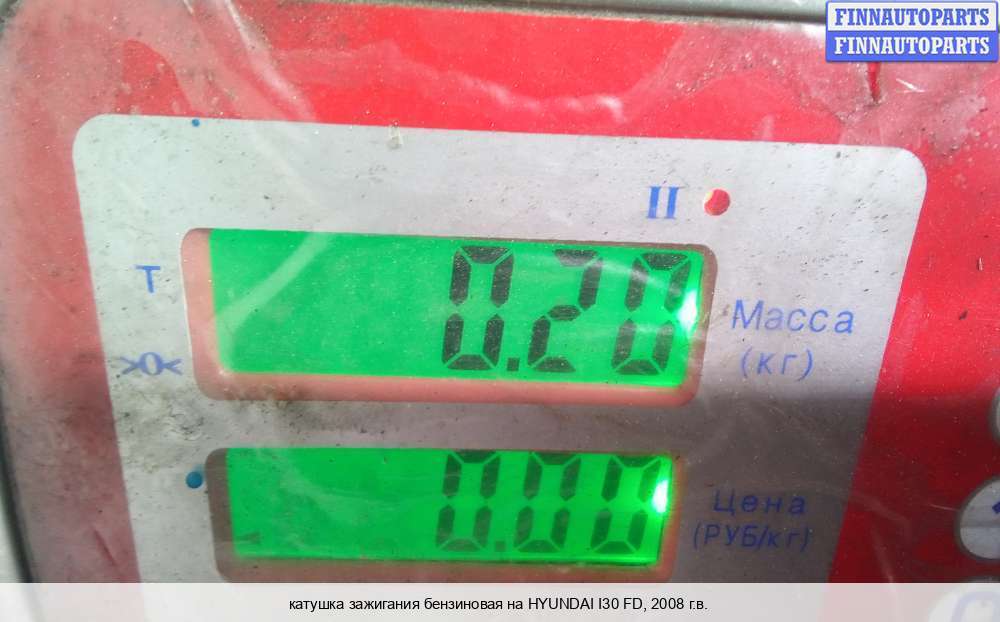 FINNAUTOPARTS
FINNAUTOPARTS
II
T
0.20
Масса
(кг)
>0<
0.00
Цена
(РУБ/кг)
катушка зажигания бензиновая на HYUNDAI I30 FD, 2008 г.в.